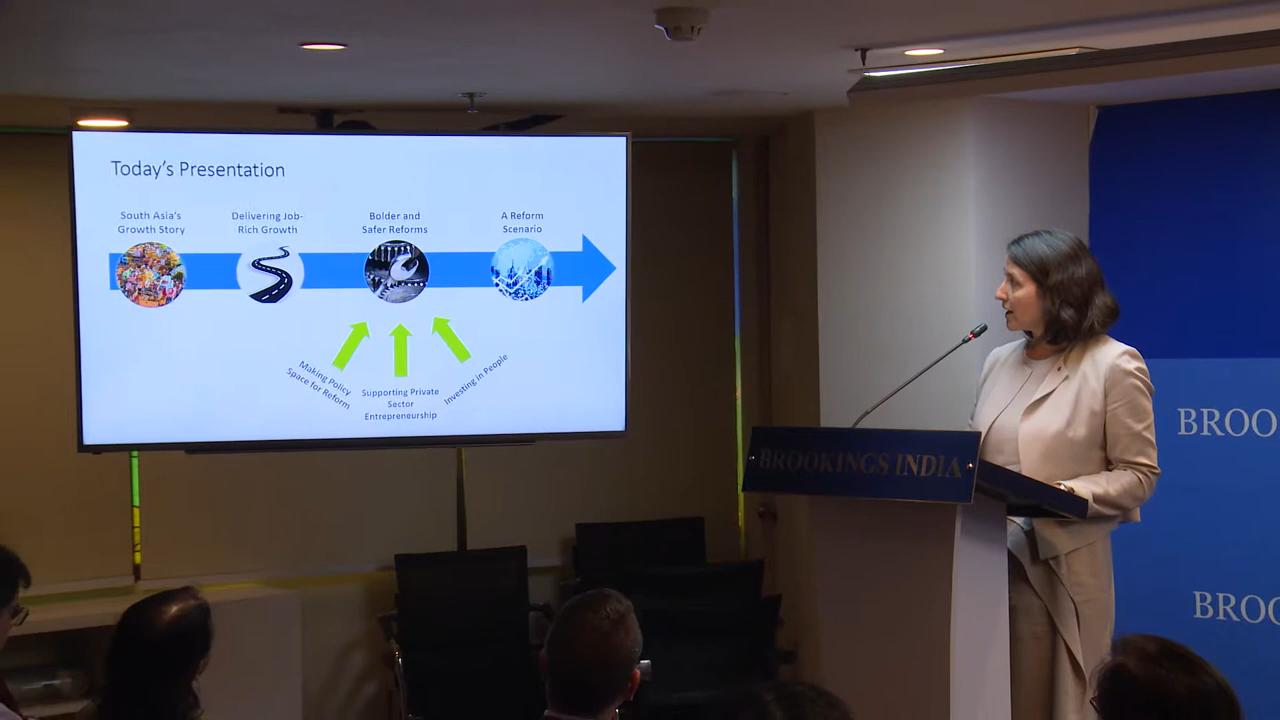 Today's Presentation
South Asia's
Growth Story
Delivering Job-
Rich Growth
Bolder and
Safer Reforms
A Reform
Scenario
Making Policy
Space for Reform
Supporting Private
Sector
Entrepreneurship
Investing in People
BROOKINGS INDIA
BROO
BROO